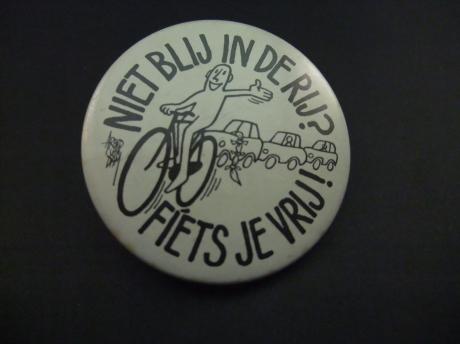 NIET BLIJ IN DE RIJ?
FIETS JE VRIJ!